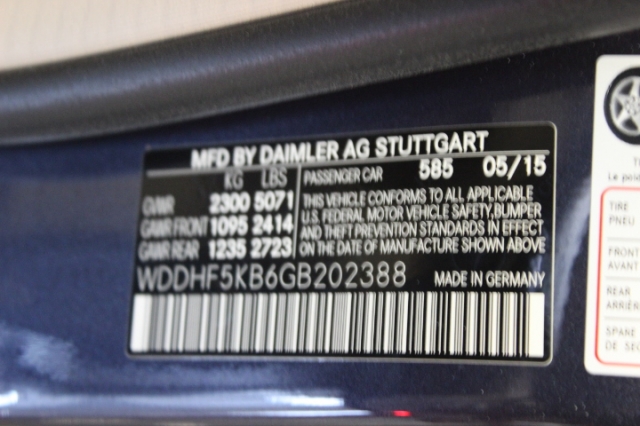 MFD BY DAIMLER AG STUTTGART
KG LBS
GVWR 2300 5071
GAWR FRONT 1095 2414
GAWR REAR 1235 2723
PASSENGER CAR 585 05/15
THIS VEHICLE CONFORMS TO ALL APPLICABLE
U.S. FEDERAL MOTOR VEHICLE SAFETY, BUMPER
AND THEFT PREVENTION STANDARDS IN EFFECT
ON THE DATE OF MANUFACTURE SHOWN ABOVE
WDDHF5KB6GB202388 MADE IN GERMANY
Le
TIRE
PNEU
FRONT
AVANT
REAR
ARRIÈR
SPARE
DE SEC